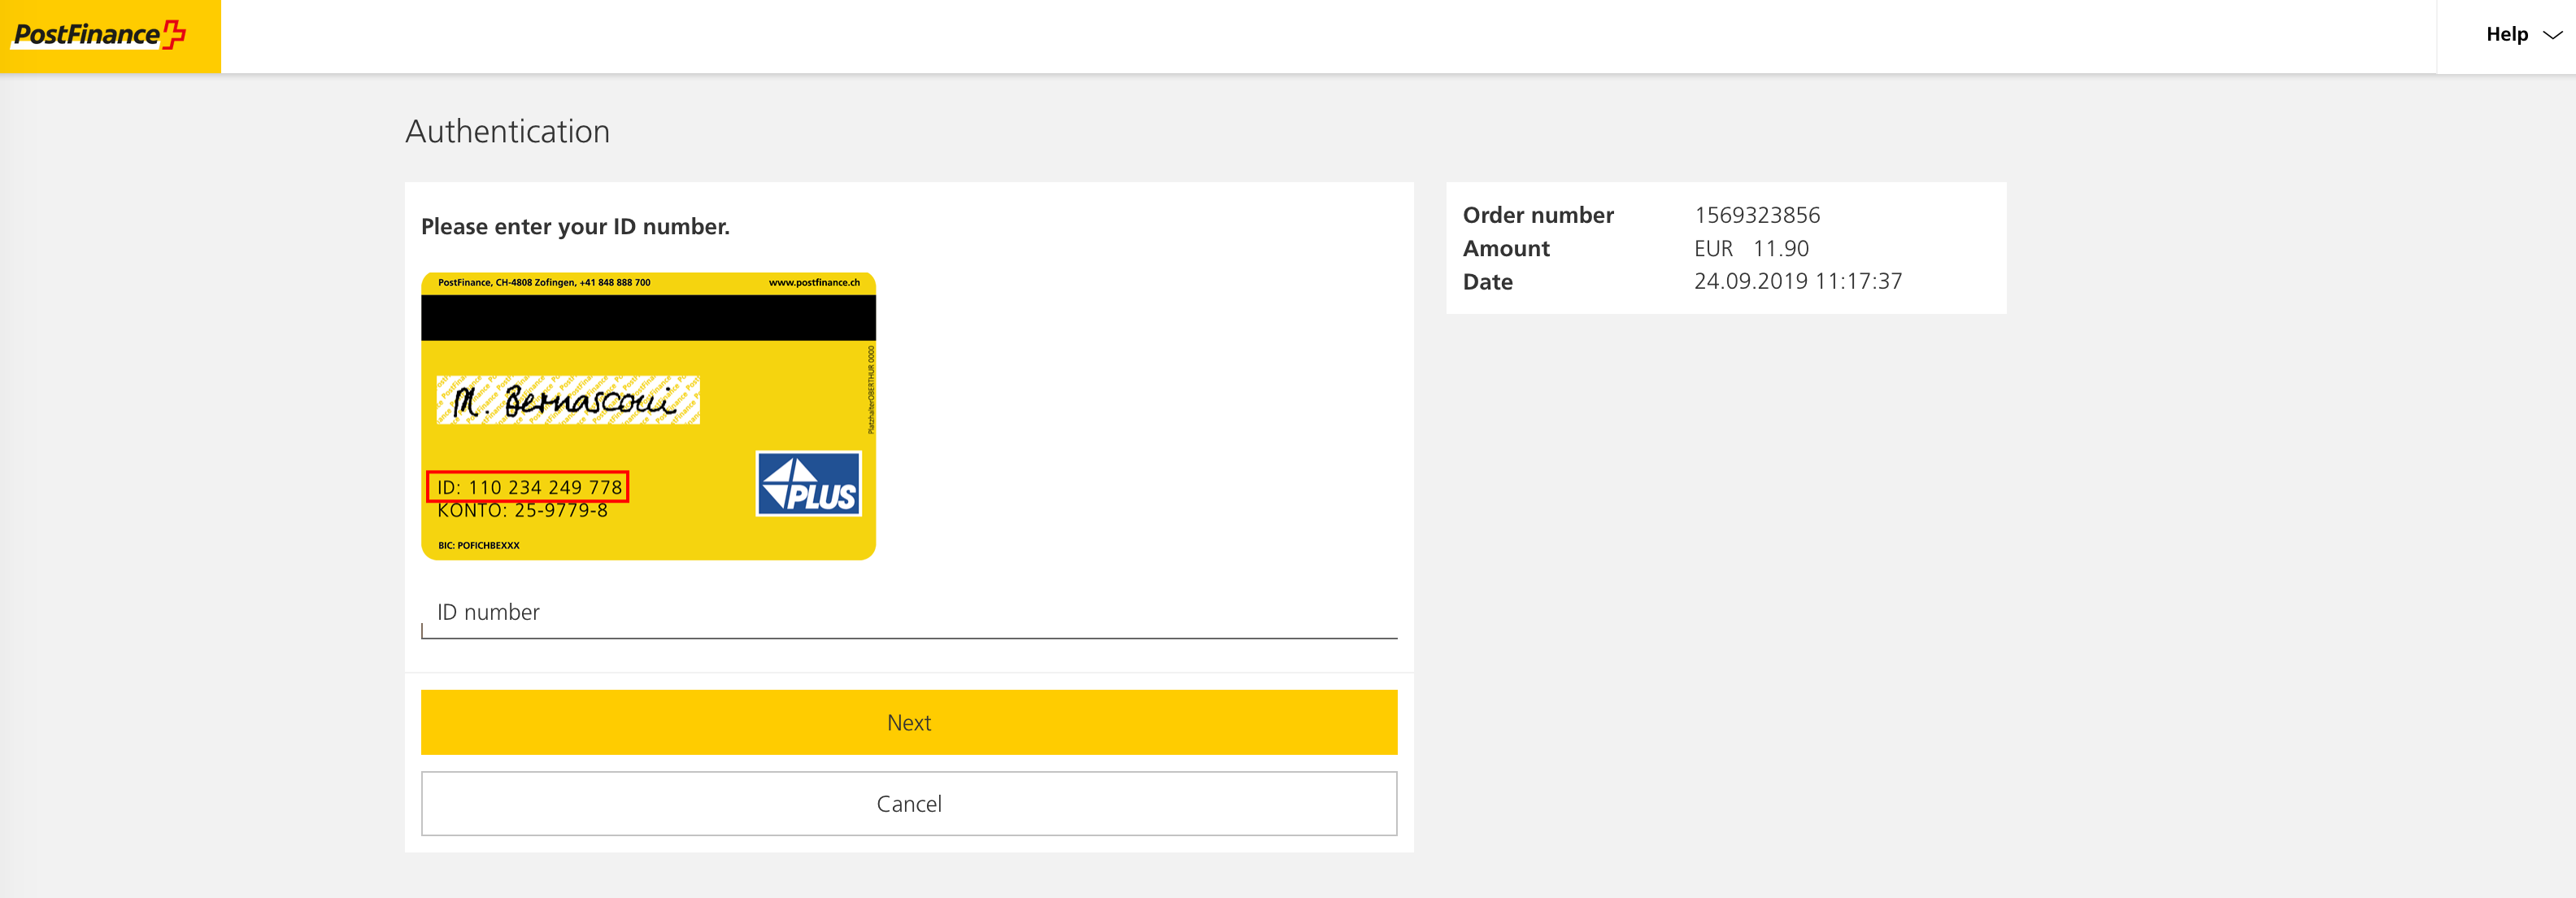 PostFinance
Help
Authentication
Please enter your ID number.
PostFinance, CH-4808 Zofingen, +41 848 888 700 www.postfinance.ch
M. Bernasconi
PlatzhalterOBERTHUR 0000
ID: 110 234 249 778
KONTO: 25-9779-8
PLUS
BIC: POFICHBEXXX
ID number
Next
Cancel
Order number 1569323856
Amount EUR 11.90
Date 24.09.2019 11:17:37